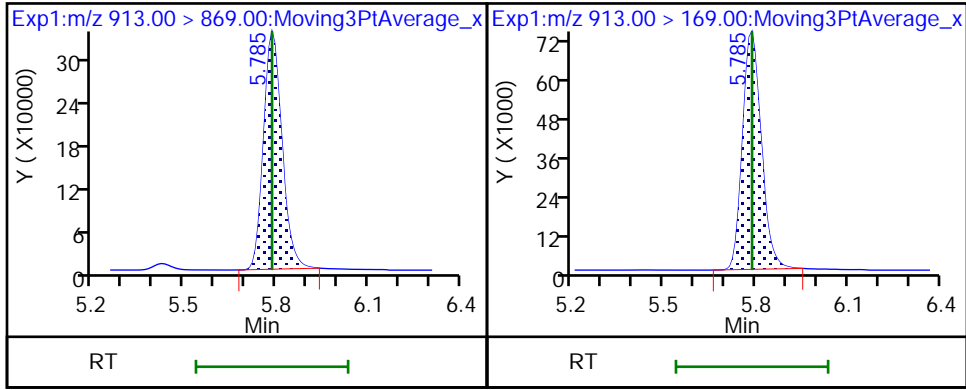 Exp1:m/z 913.00 > 869.00:Moving3PtAverage_x
5.785
Y ( X10000)
30
24
18
12
6
0
5.2 5.5 5.8 6.1 6.4
Min
RT
Exp1:m/z 913.00 > 169.00:Moving3PtAverage_x
5.785
Y ( X1000)
72
60
48
36
24
12
0
5.2 5.5 5.8 6.1 6.4
Min
RT